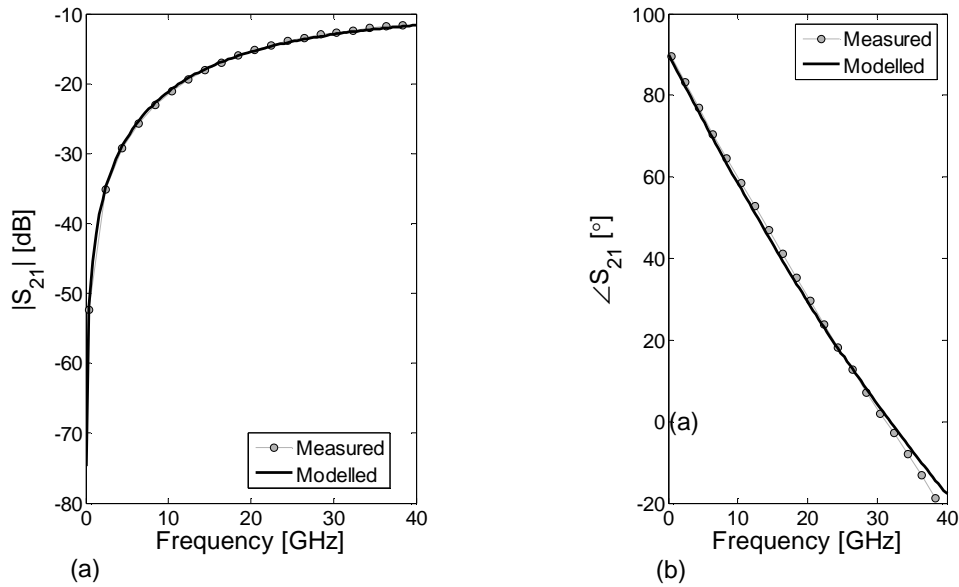 -10
-20
-30
-40
-50
-60
-70
-80
|S21| [dB]
0 10 20 30 40
Frequency [GHz]
Measured
Modelled
(a)
100
80
60
40
20
0
-20
∠S21 [°]
(a)
0 10 20 30 40
Frequency [GHz]
Measured
Modelled
(b)